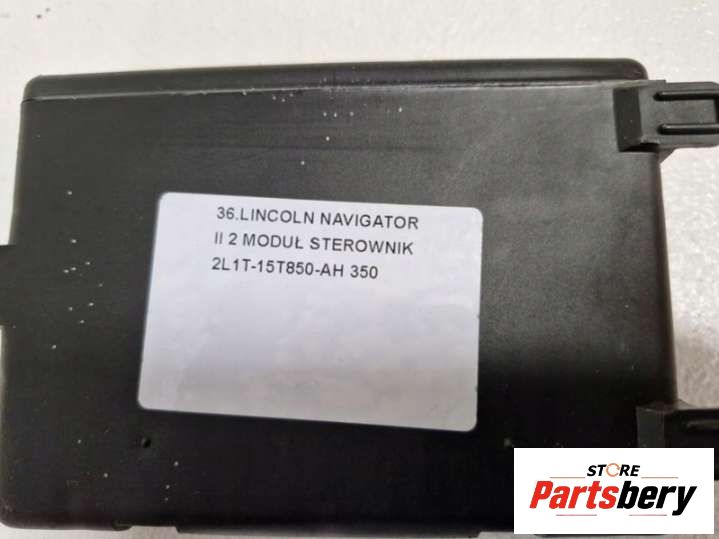 36.LINCOLN NAVIGATOR
II 2 MODUŁ STEROWNIK
2L1T-15T850-AH 350
STORE
Partsbery